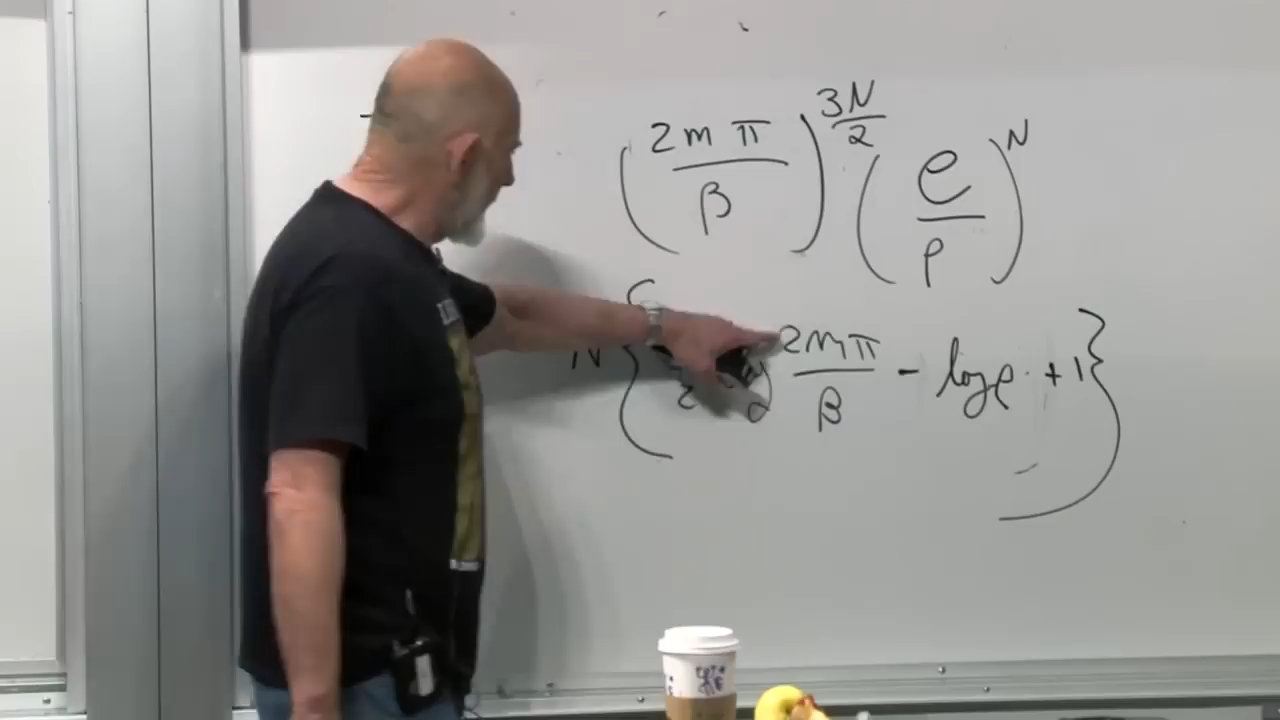 (2mπ/β)^{3N/2} (e/ρ)^N
N { 2mπ/β - log ρ + 1 }